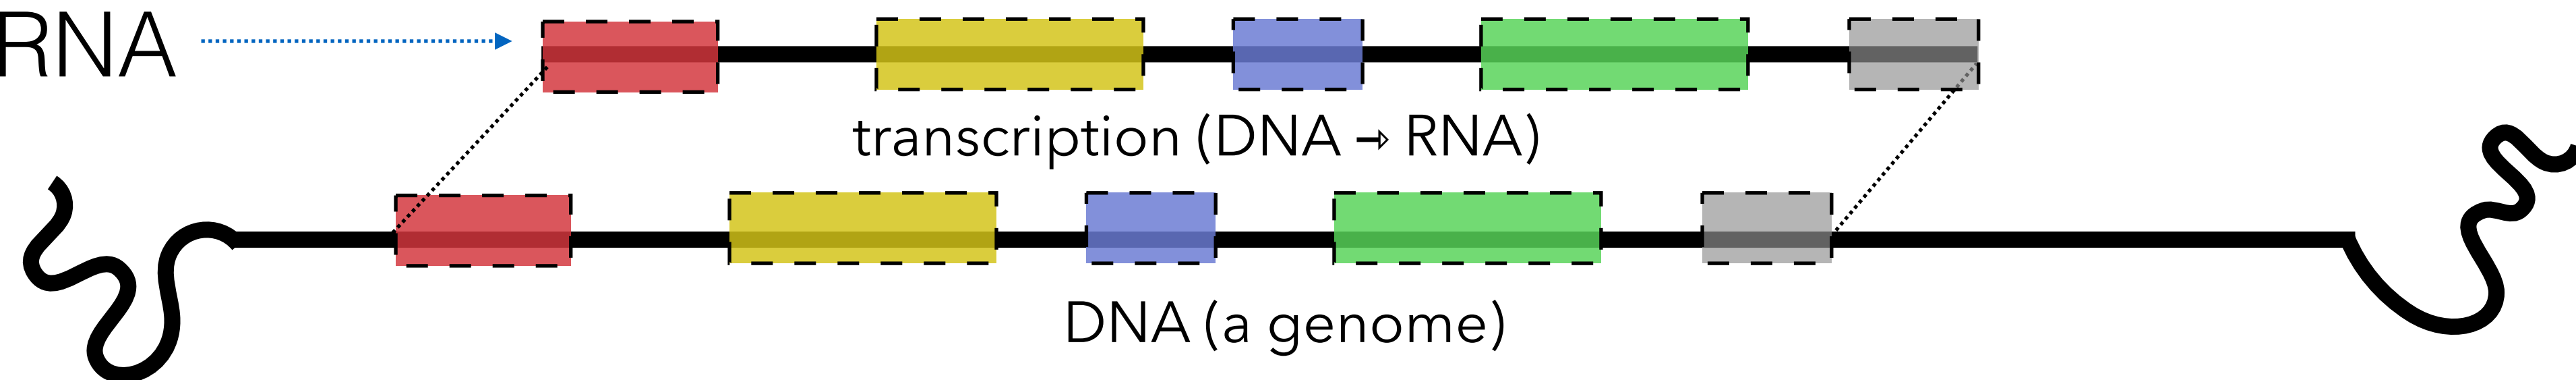 RNA
transcription (DNA → RNA)
DNA (a genome)